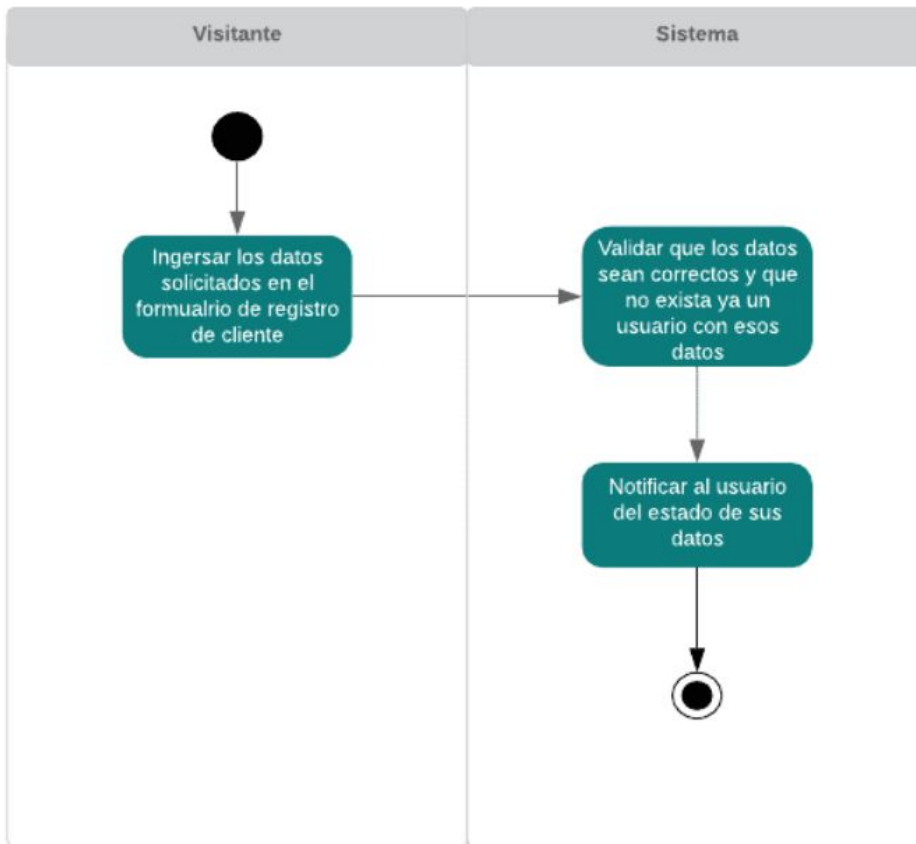 Visitante
Sistema
Ingersar los datos
solicitados en el
formualrio de registro
de cliente
Validar que los datos
sean correctos y que
no exista ya un
usuario con esos
datos
Notificar al usuario
del estado de sus
datos